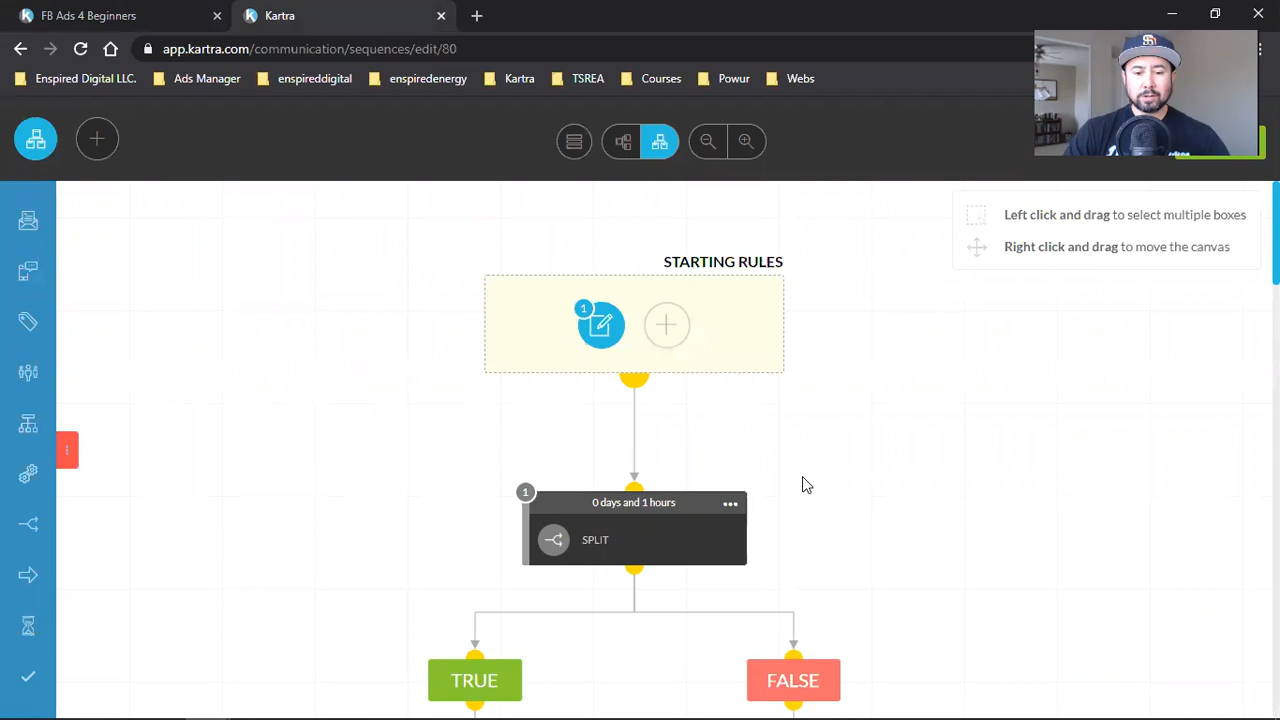 FB Ads 4 Beginners
Kartra
app.kartra.com/communication/sequences/edit/89
Enspired Digital LLC.
Ads Manager
enspireddigital
enspiredfam
Kartra
TSREA
Courses
Powur
Webs
Left click and drag to select multiple boxes
Right click and drag to move the canvas
STARTING RULES
1
1
0 days and 1 hours
SPLIT
TRUE
FALSE